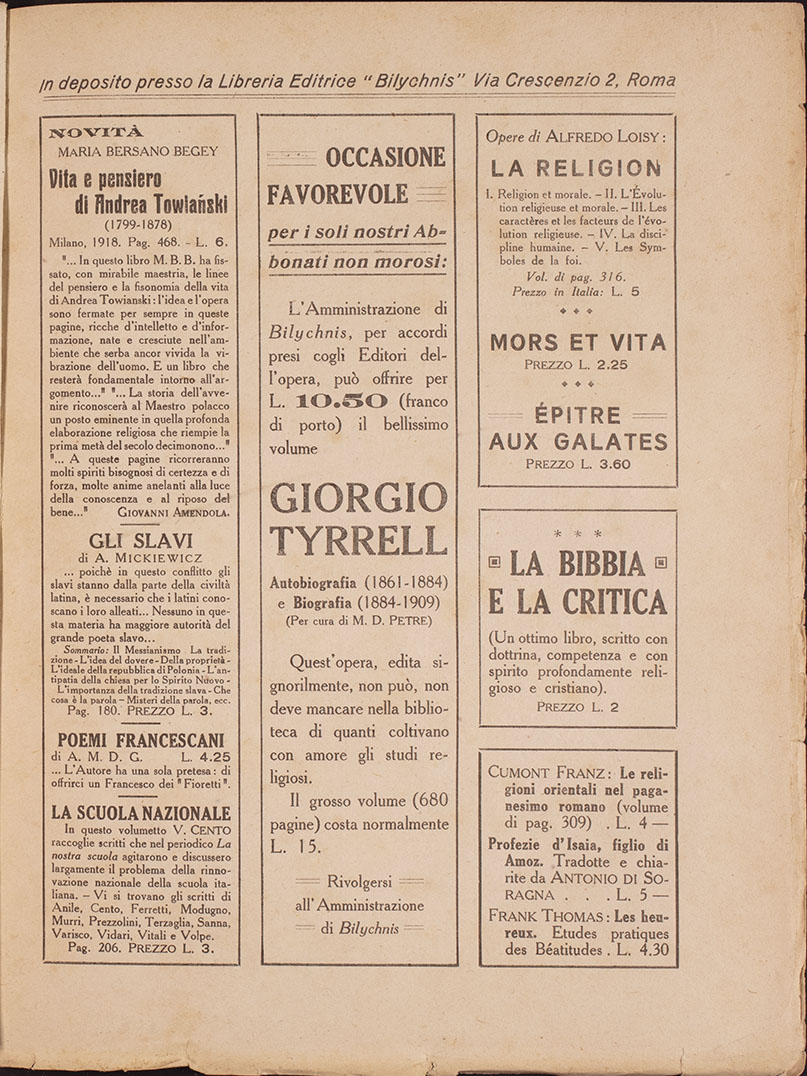 In deposito presso la Libreria Editrice "Bilychnis" Via Crescenzio 2, Roma
NOVITÀ
MARIA BERSANO BEGEY
Vita e pensiero
di Andrea Towiański
(1799-1878)
Milano, 1918. Pag. 468. - L. 6.
"... In questo libro M. B. B. ha fis-
sato, con mirabile maestria, le linee
del pensiero e la fisonomia della vita
di Andrea Towianski: l'idea e l'opera
sono fermate per sempre in queste
pagine, ricche d'intelletto e d'infor-
mazione, nate e cresciute nell'am-
biente che serba ancor vivida la vi-
brazione dell'uomo. E un libro che
resterà fondamentale intorno all'ar-
gomento..." "... La storia dell'avve-
nire riconoscerà al Maestro polacco
un posto eminente in quella profonda
elaborazione religiosa che riempie la
prima metà del secolo decimonono..."
"... A queste pagine ricorreranno
molti spiriti bisognosi di certezza e di
forza, molte anime anelanti alla luce
della conoscenza e al riposo del
bene..." GIOVANNI AMENDOLA.
GLI SLAVI
di A. MICKIEWICZ
... poichè in questo conflitto gli
slavi stanno dalla parte della civiltà
latina, è necessario che i latini cono-
scano i loro alleati... Nessuno in que-
sta materia ha maggiore autorità del
grande poeta slavo...
Sommario: Il Messianismo La tradi-
zione - L'idea del dovere - Della proprietà -
L'ideale della repubblica di Polonia - L'an-
tipatia della chiesa per lo Spirito Nuovo -
L'importanza della tradizione slava - Che
cosa è la parola - Misteri della parola, ecc.
Pag. 180. PREZZO L. 3.
POEMI FRANCESCANI
di A. M. D. G. L. 4.25
... L'Autore ha una sola pretesa: di
offrirci un Francesco dei "Fioretti".
LA SCUOLA NAZIONALE
In questo volumetto V. CENTO
raccoglie scritti che nel periodico La
nostra scuola agitarono e discussero
largamente il problema della rinno-
vazione nazionale della scuola ita-
liana. - Vi si trovano gli scritti di
Anile, Cento, Ferretti, Modugno,
Murri, Prezzolini, Terzaglia, Sanna,
Varisco, Vidari, Vitali e Volpe.
Pag. 206. PREZZO L. 3.
OCCASIONE
FAVOREVOLE
per i soli nostri Ab-
bonati non morosi:
L'Amministrazione di
Bilychnis, per accordi
presi cogli Editori del-
l'opera, può offrire per
L. 10.50 (franco
di porto) il bellissimo
volume
GIORGIO
TYRRELL
Autobiografia (1861-1884)
e Biografia (1884-1909)
(Per cura di M. D. PETRE)
Quest'opera, edita si-
gnorilmente, non può, non
deve mancare nella biblio-
teca di quanti coltivano
con amore gli studi re-
ligiosi.
Il grosso volume (680
pagine) costa normalmente
L. 15.
Rivolgersi
all'Amministrazione
di Bilychnis
Opere di ALFREDO LOISY:
LA RELIGION
I. Religion et morale. - II. L'Évolu-
tion religieuse et morale. - III. Les
caractères et les facteurs de l'évo-
lution religieuse. - IV. La disci-
pline humaine. - V. Les Sym-
boles de la foi.
Vol. di pag. 316.
Prezzo in Italia: L. 5
MORS ET VITA
PREZZO L. 2.25
ÉPITRE
AUX GALATES
PREZZO L. 3.60
* * *
LA BIBBIA
E LA CRITICA
(Un ottimo libro, scritto con
dottrina, competenza e con
spirito profondamente reli-
gioso e cristiano).
PREZZO L. 2
CUMONT FRANZ: Le reli-
gioni orientali nel paga-
nesimo romano (volume
di pag. 309) . L. 4 —
Profezie d'Isaia, figlio di
Amoz. Tradotte e chia-
rite da ANTONIO DI SO-
RAGNA . . . L. 5 —
FRANK THOMAS: Les heu-
reux. Etudes pratiques
des Béatitudes . L. 4.30